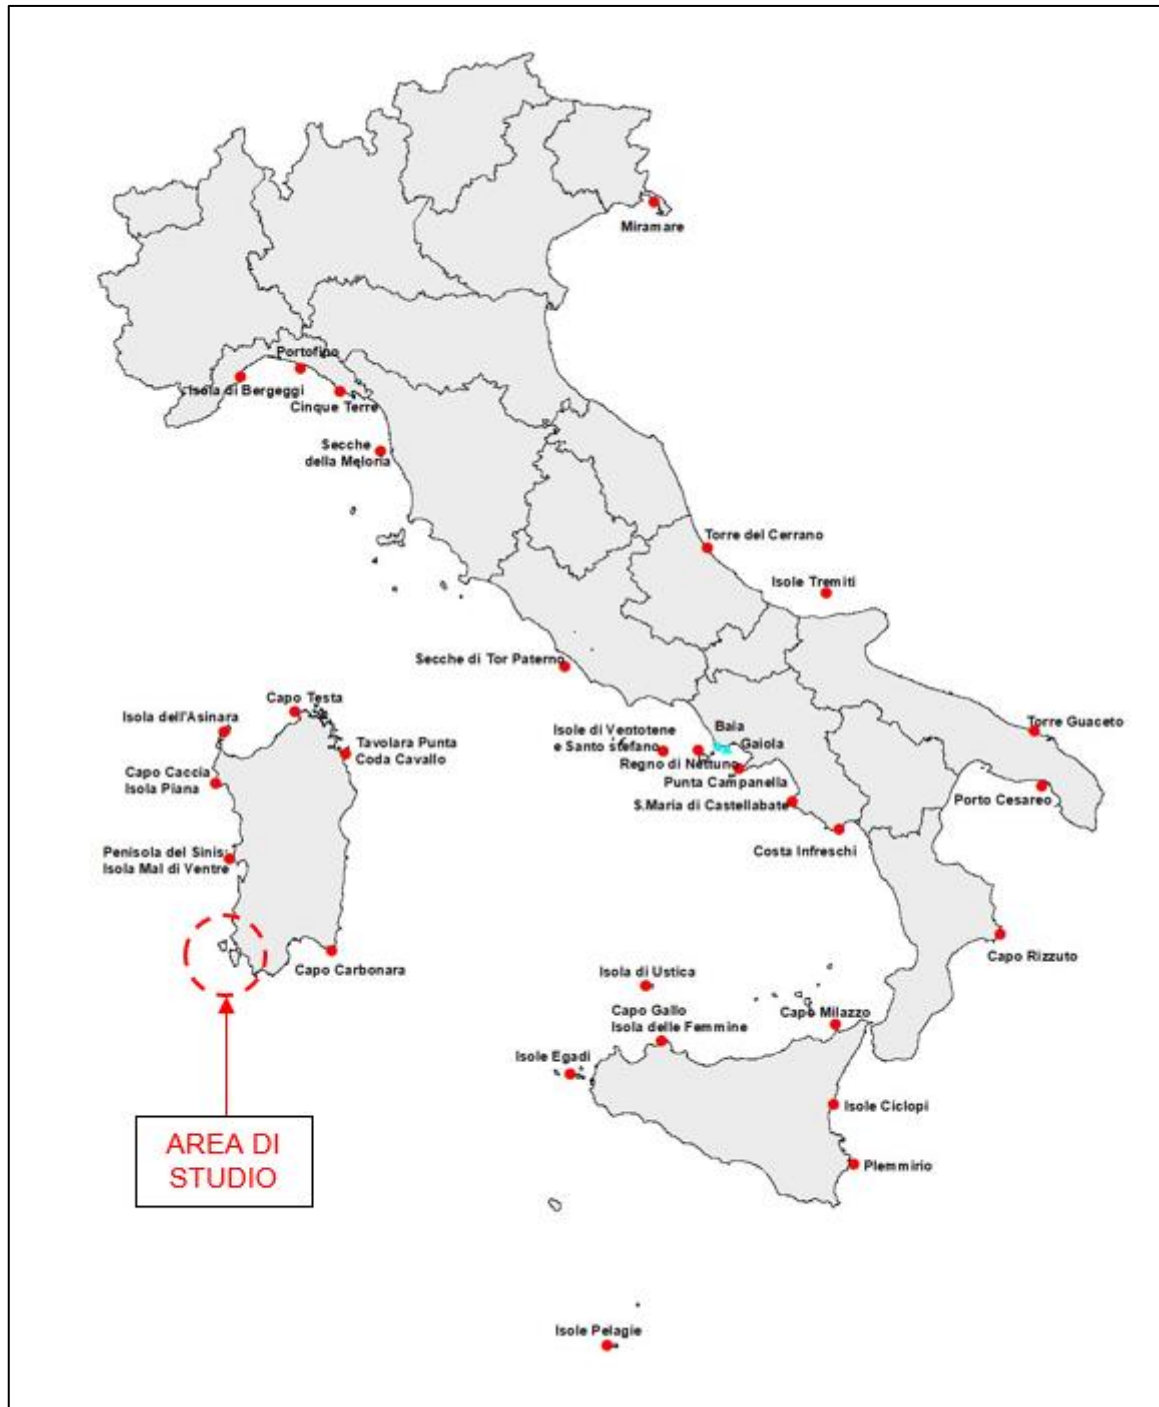 Miramare
Portofino
Isola di Bergeggi
Cinque Terre
Secche
della Meloria
Torre del Cerrano
Isole Tremiti
Secche di Tor Paterno
Capo Testa
Isola dell'Asinara
Tavolara Punta
Coda Cavallo
Capo Caccia
Isola Piana
Penisola del Sinis:
Isola Mal di Ventre
Capo Carbonara
Isole di Ventotene
e Santo stefano
Baia
Gaiola
Regno di Nettuno
Punta Campanella
S.Maria di Castellabate
Costa Infreschi
Torre Guaceto
Porto Cesareo
Capo Rizzuto
Isola di Ustica
Capo Gallo
Isola delle Femmine
Capo Milazzo
Isole Egadi
Isole Ciclopi
Plemmirio
AREA DI
STUDIO
Isole Pelagie